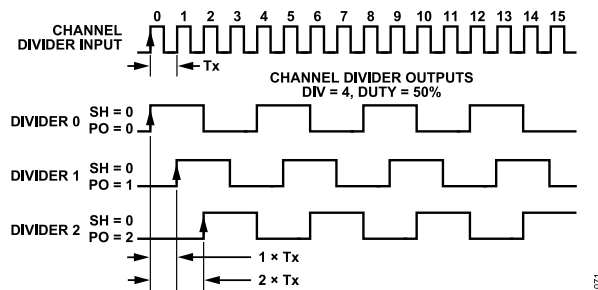 0 1 2 3 4 5 6 7 8 9 10 11 12 13 14 15
CHANNEL
DIVIDER INPUT
Tx
CHANNEL DIVIDER OUTPUTS
DIV = 4, DUTY = 50%
DIVIDER 0
SH = 0
PO = 0
DIVIDER 1
SH = 0
PO = 1
DIVIDER 2
SH = 0
PO = 2
1 × Tx
2 × Tx
071